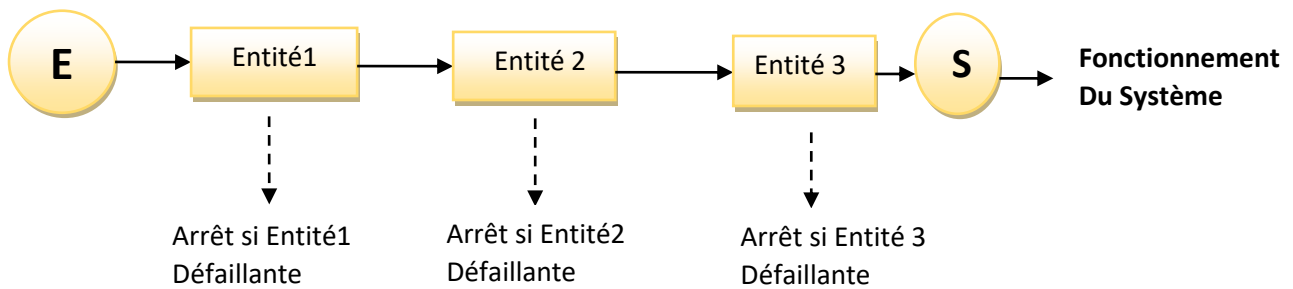 E
Entité1
Entité 2
Entité 3
S
Fonctionnement
Du Système
Arrêt si Entité1
Défaillante
Arrêt si Entité2
Défaillante
Arrêt si Entité 3
Défaillante